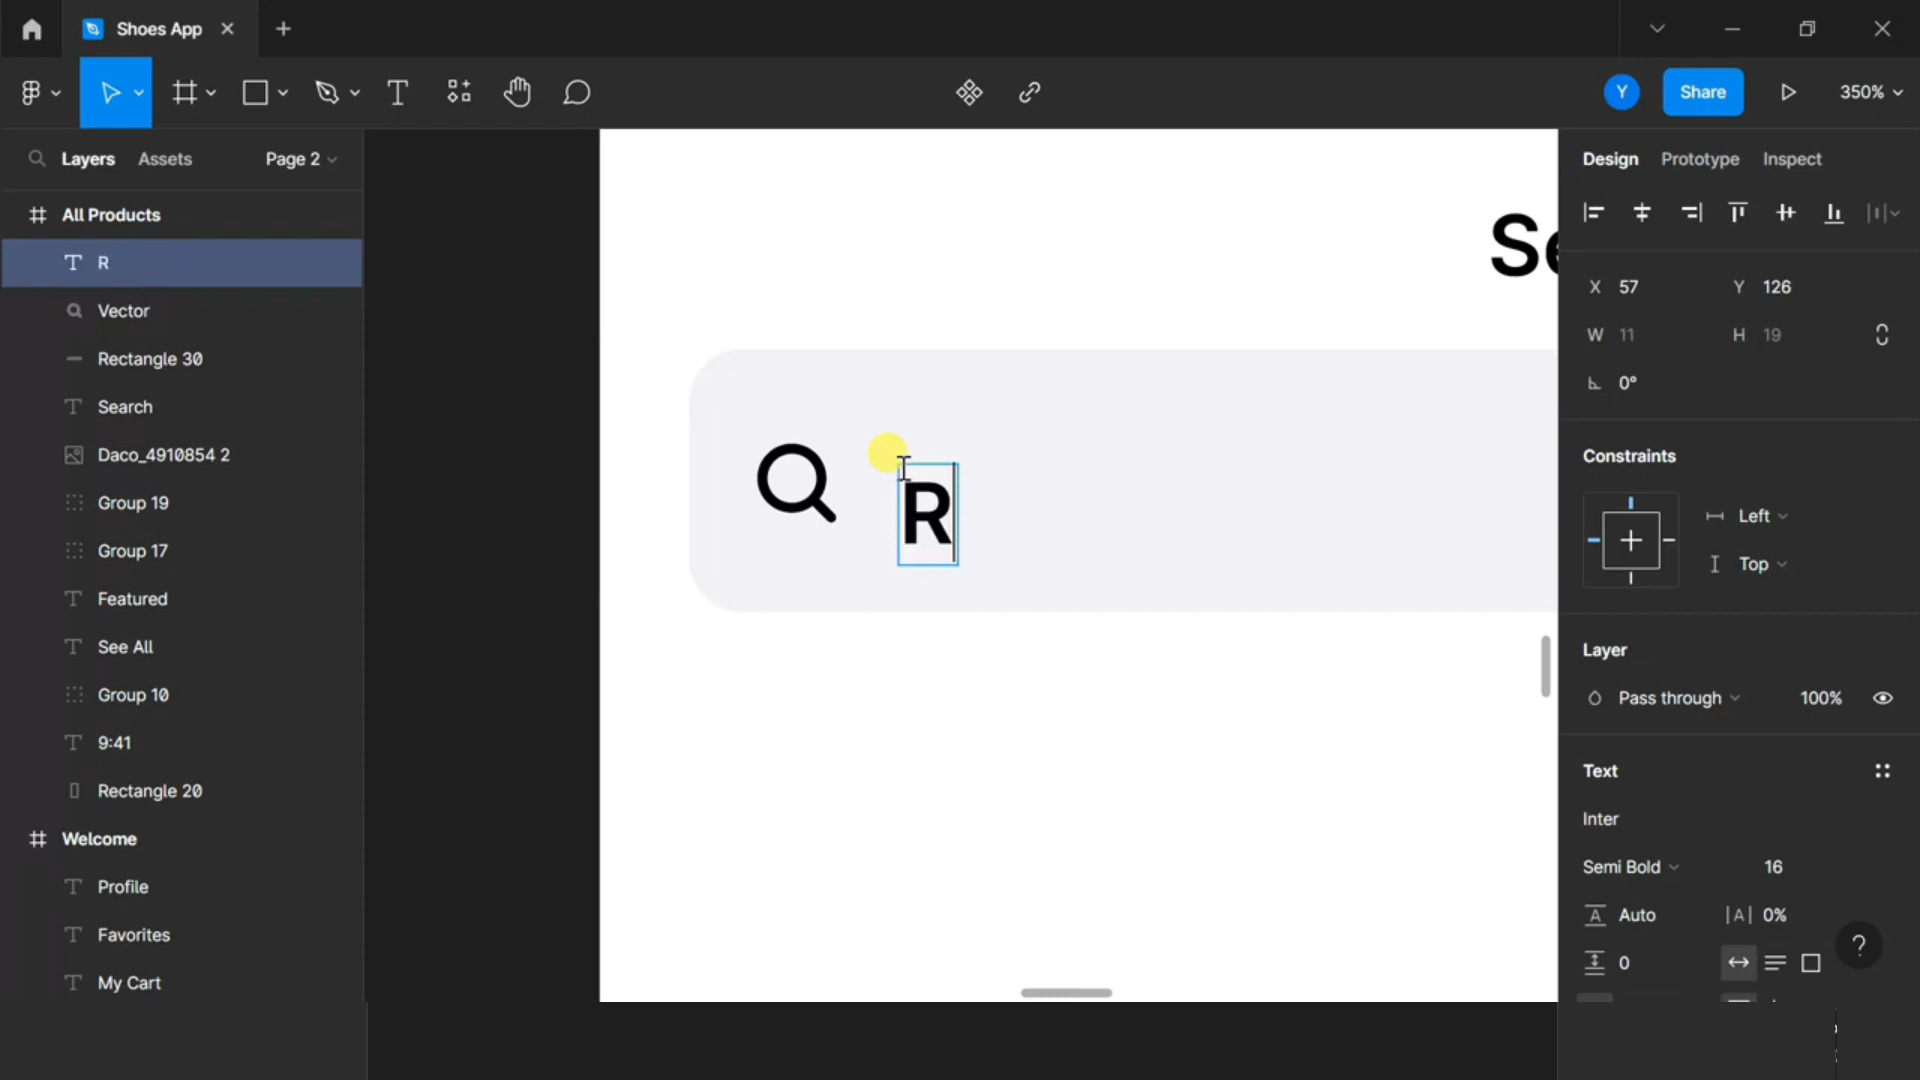 Shoes App
Y
Share
350%
Layers
Assets
Page 2
Design
Prototype
Inspect
All Products
R
Vector
Rectangle 30
Search
Daco_4910854 2
Group 19
Group 17
Featured
See All
Group 10
9:41
Rectangle 20
Welcome
Profile
Favorites
My Cart
Se
R
X 57
Y 126
W 11
H 19
0°
Constraints
Left
Top
Layer
Pass through
100%
Text
Inter
Semi Bold
16
Auto
|A| 0%
0
?